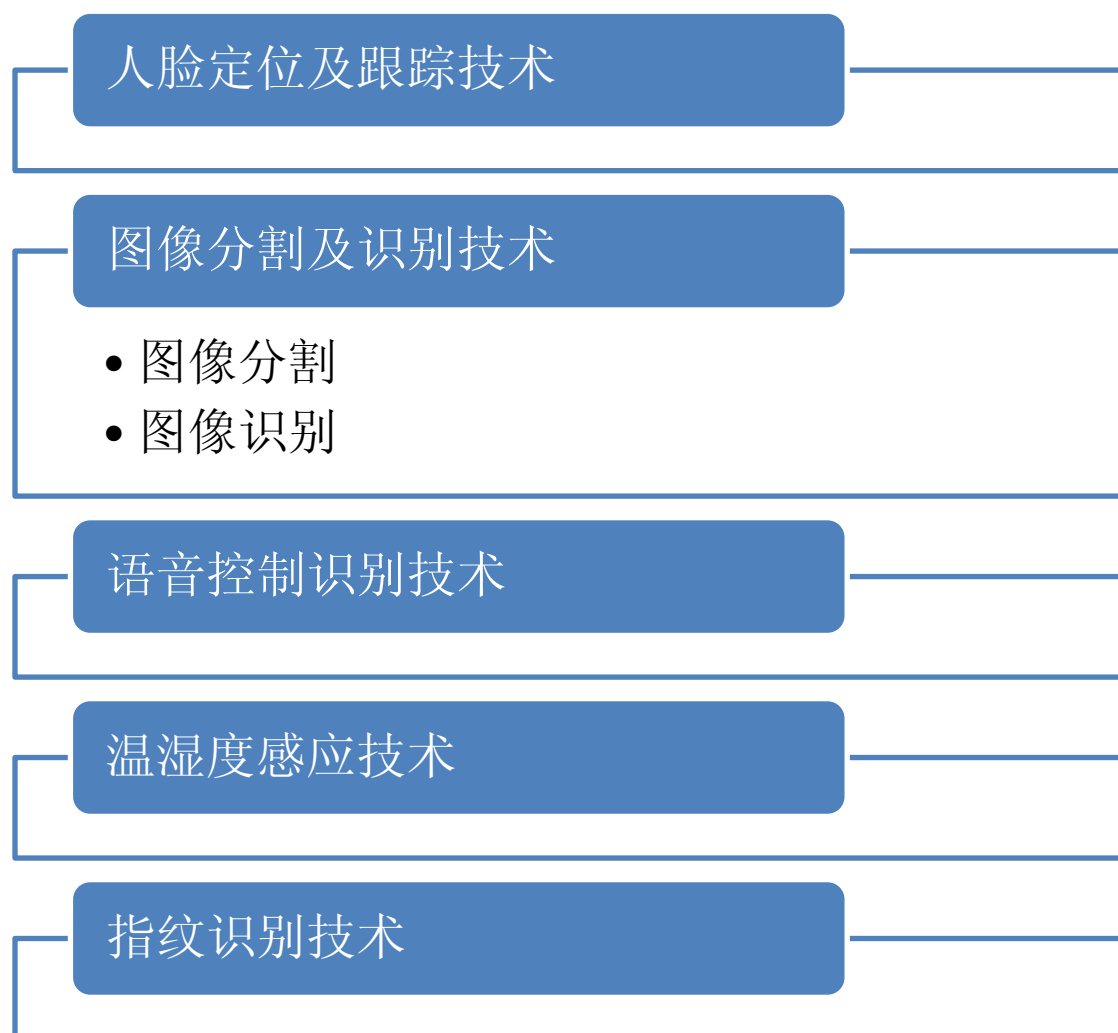 人脸定位及跟踪技术
图像分割及识别技术
• 图像分割
• 图像识别
语音控制识别技术
温湿度感应技术
指纹识别技术